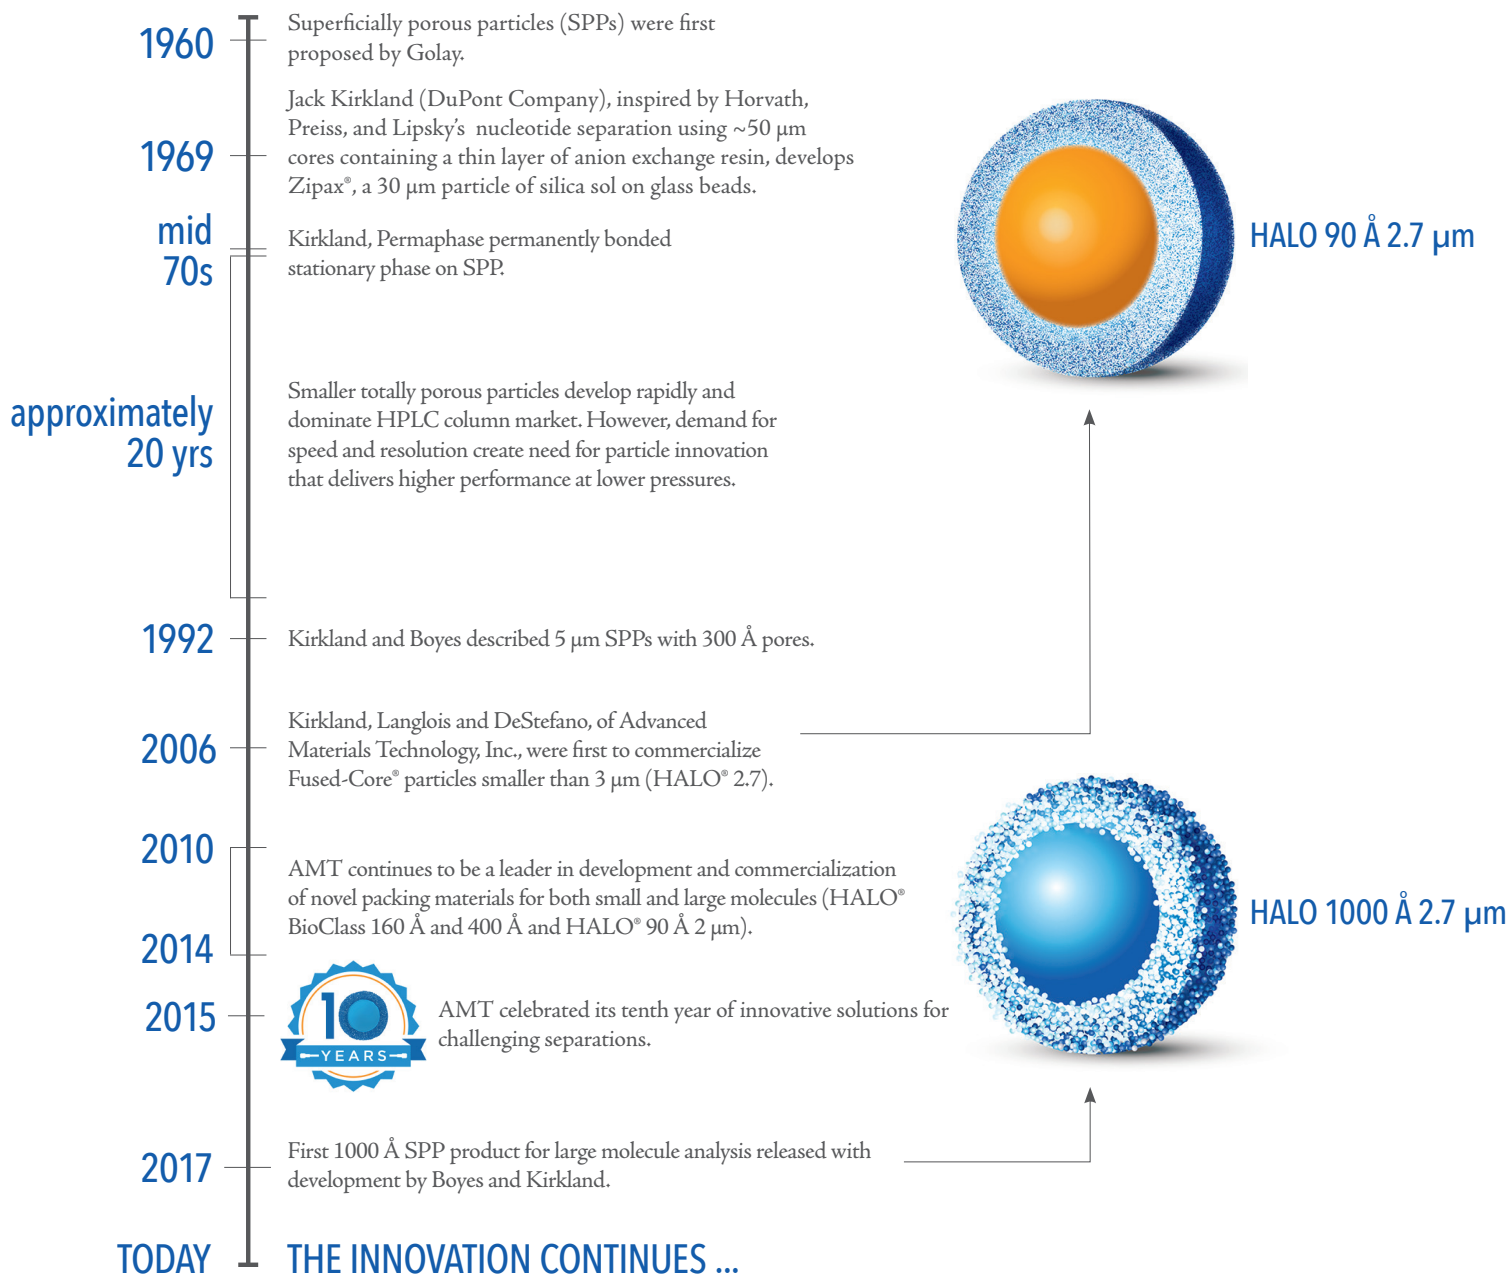 1960
Superficially porous particles (SPPs) were first
proposed by Golay.
1969
Jack Kirkland (DuPont Company), inspired by Horvath,
Preiss, and Lipsky's nucleotide separation using ~50 µm
cores containing a thin layer of anion exchange resin, develops
Zipax®, a 30 µm particle of silica sol on glass beads.
mid
70s
Kirkland, Permaphase permanently bonded
stationary phase on SPP.
HALO 90 Å 2.7 µm
approximately
20 yrs
Smaller totally porous particles develop rapidly and
dominate HPLC column market. However, demand for
speed and resolution create need for particle innovation
that delivers higher performance at lower pressures.
1992
Kirkland and Boyes described 5 µm SPPs with 300 Å pores.
2006
Kirkland, Langlois and DeStefano, of Advanced
Materials Technology, Inc., were first to commercialize
Fused-Core® particles smaller than 3 µm (HALO® 2.7).
2010
2014
AMT continues to be a leader in development and commercialization
of novel packing materials for both small and large molecules (HALO®
BioClass 160 Å and 400 Å and HALO® 90 Å 2 µm).
HALO 1000 Å 2.7 µm
2015
10
YEARS
AMT celebrated its tenth year of innovative solutions for
challenging separations.
2017
First 1000 Å SPP product for large molecule analysis released with
development by Boyes and Kirkland.
TODAY
THE INNOVATION CONTINUES ...